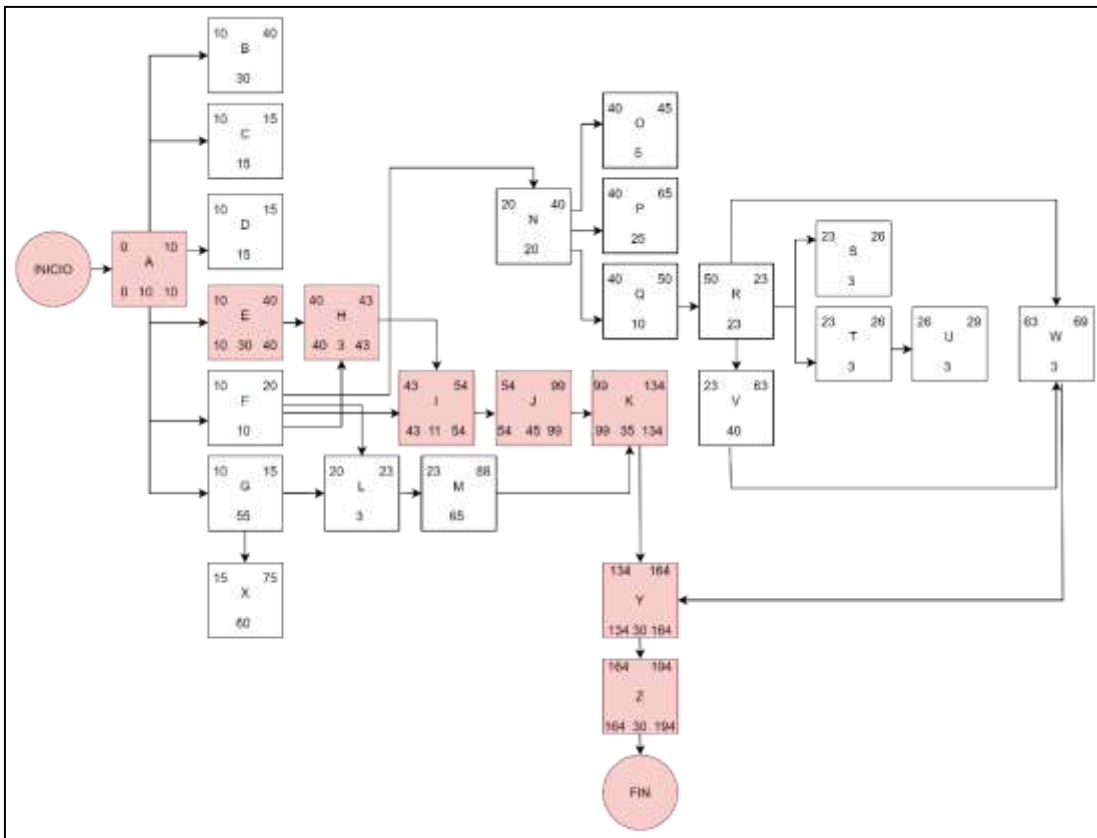 INICIO
0 10
A
0 10 10
10 40
B
30
10 15
C
15
10 15
D
15
10 40
E
10 30 40
10 20
F
10
10 15
G
55
15 75
X
60
40 43
H
40 3 43
43 54
I
43 11 54
54 99
J
54 45 99
99 134
K
99 35 134
20 23
L
3
23 88
M
65
20 40
N
20
40 45
O
5
40 65
P
25
40 50
Q
10
50 23
R
23
23 26
S
3
23 26
T
3
26 29
U
3
23 63
V
40
63 69
W
3
134 164
Y
134 30 164
164 194
Z
164 30 194
FIN